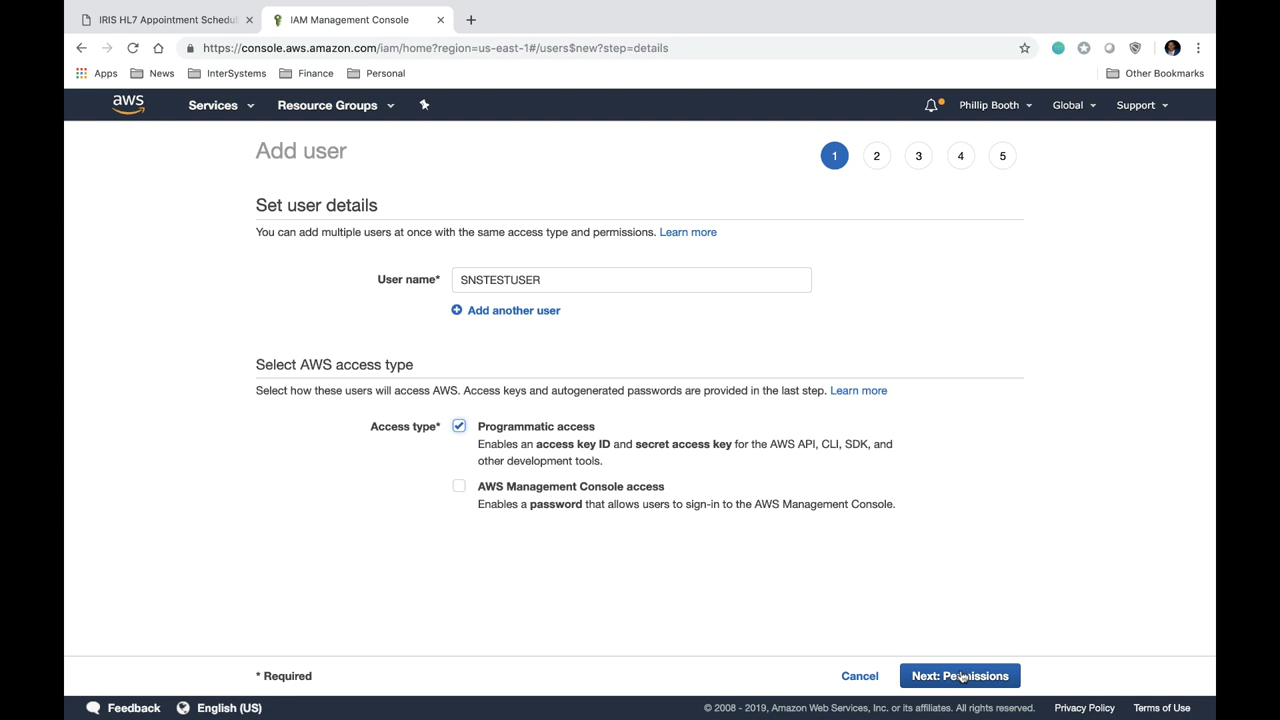 IRIS HL7 Appointment Schedul
IAM Management Console
https://console.aws.amazon.com/iam/home?region=us-east-1#/users$new?step=details
Apps News InterSystems Finance Personal Other Bookmarks
aws Services Resource Groups Phillip Booth Global Support
Add user
1 2 3 4 5
Set user details
You can add multiple users at once with the same access type and permissions. Learn more
User name* SNSTESTUSER
Add another user
Select AWS access type
Select how these users will access AWS. Access keys and autogenerated passwords are provided in the last step. Learn more
Access type* Programmatic access
Enables an access key ID and secret access key for the AWS API, CLI, SDK, and
other development tools.
AWS Management Console access
Enables a password that allows users to sign-in to the AWS Management Console.
* Required Cancel Next: Permissions
Feedback English (US) © 2008 - 2019, Amazon Web Services, Inc. or its affiliates. All rights reserved. Privacy Policy Terms of Use